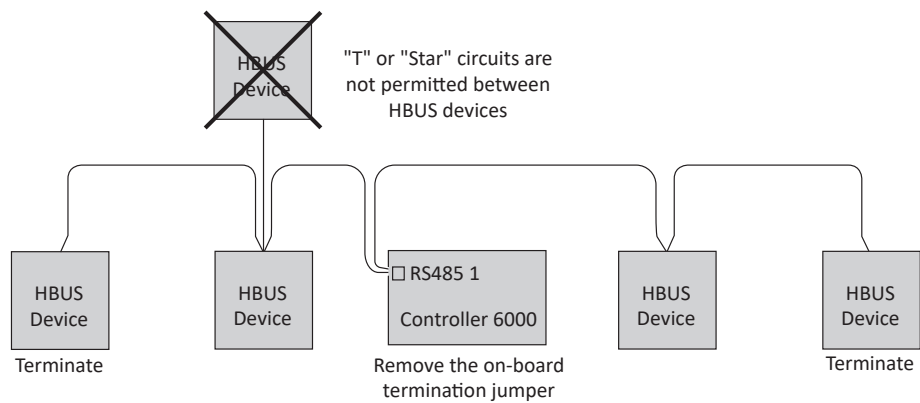 HBUS
Device
"T" or "Star" circuits are
not permitted between
HBUS devices
HBUS
Device
Terminate
HBUS
Device
RS485 1
Controller 6000
Remove the on-board
termination jumper
HBUS
Device
HBUS
Device
Terminate